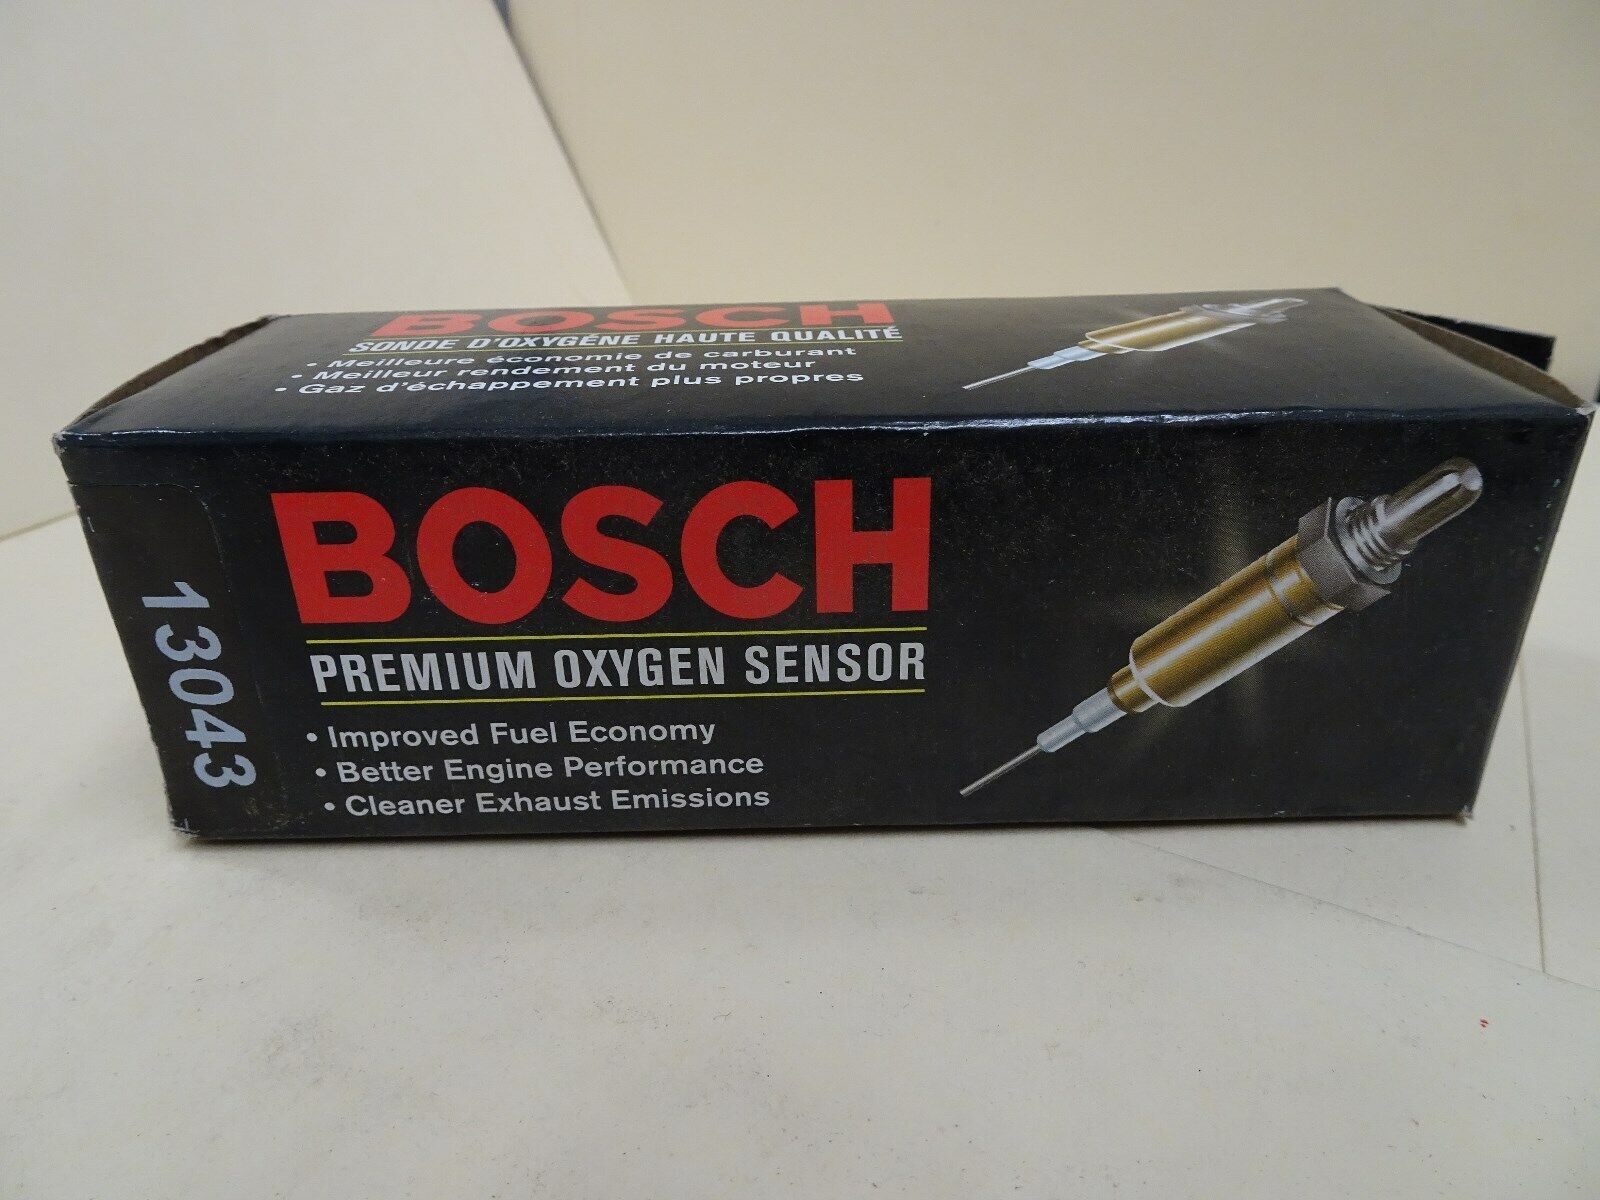 BOSCH
SONDE D'OXYGÉNE HAUTE QUALITÉ
• Meilleure économie de carburant
• Meilleur rendement du moteur
• Gaz d'échappement plus propres
BOSCH
PREMIUM OXYGEN SENSOR
• Improved Fuel Economy
• Better Engine Performance
• Cleaner Exhaust Emissions
13043